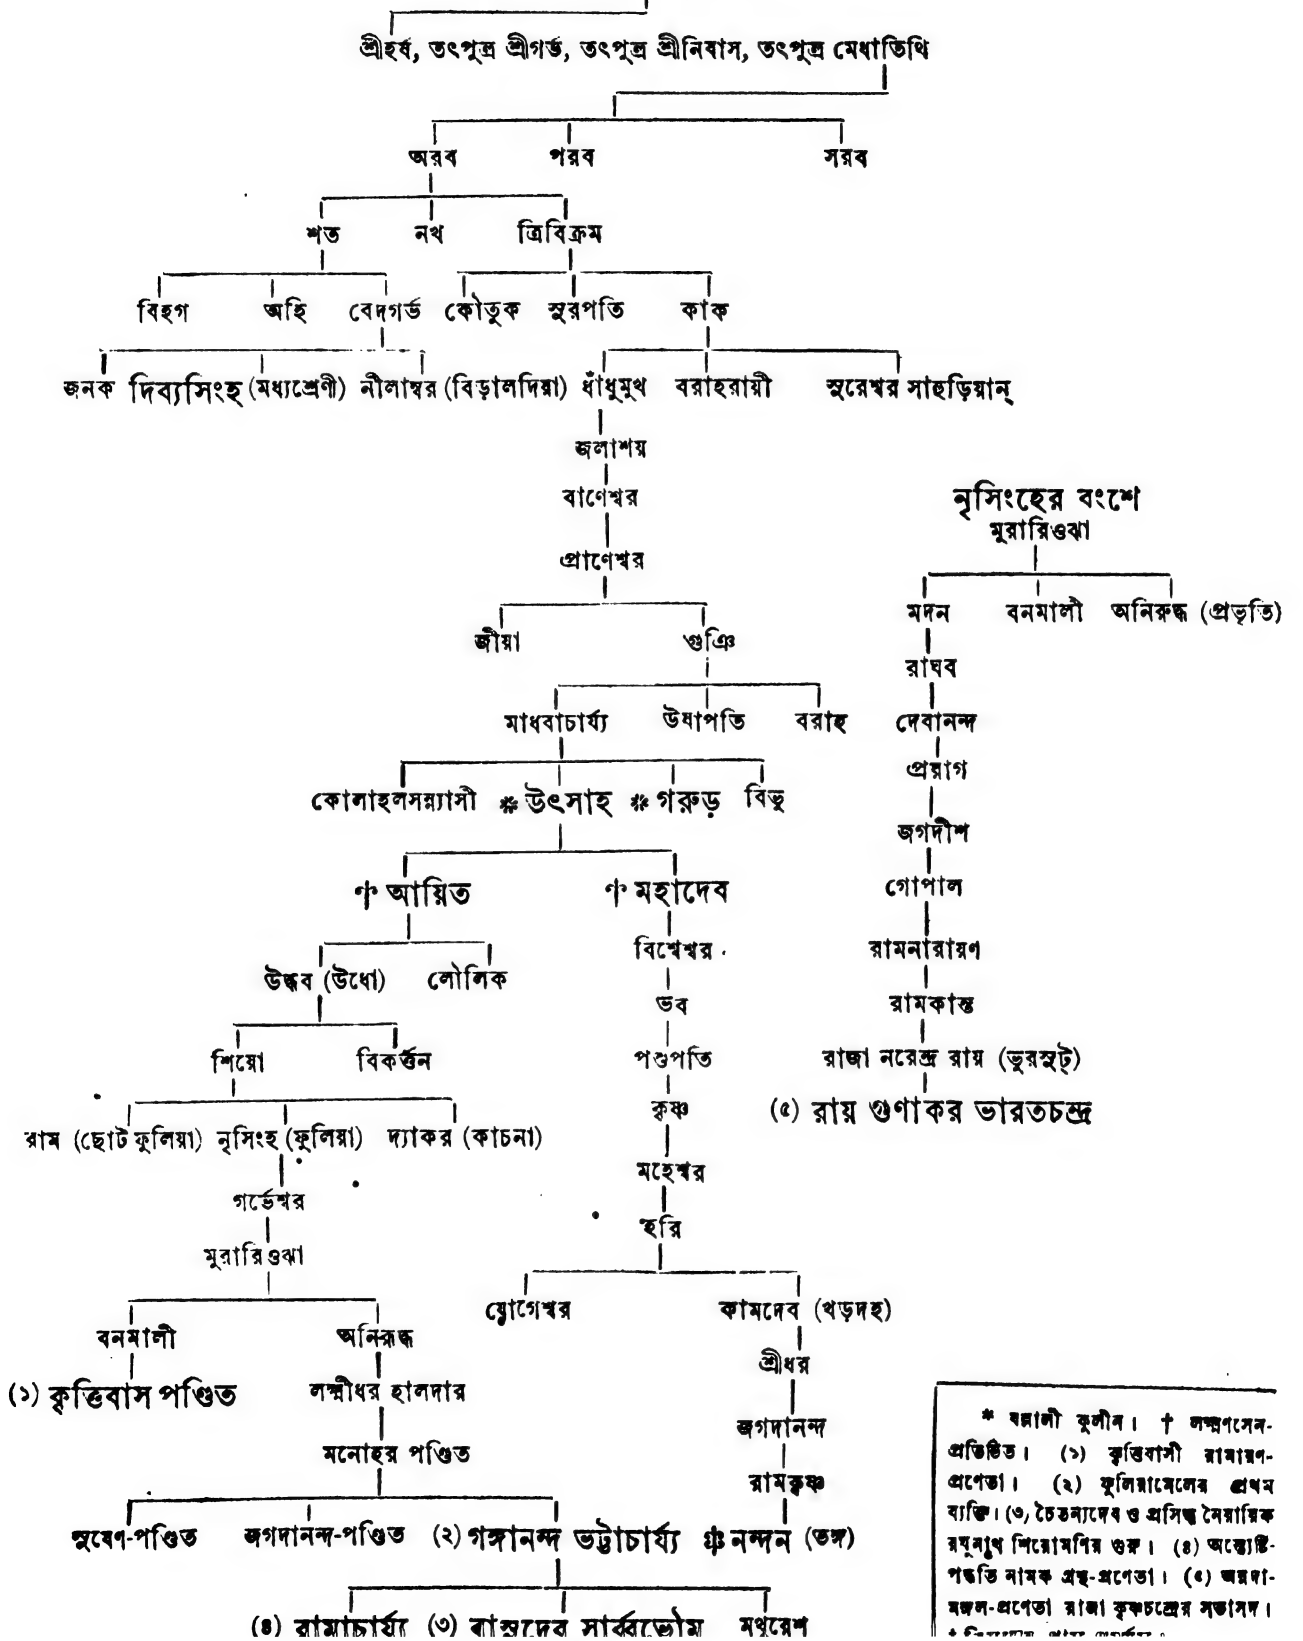 শ্রীহর্ষ, তৎপুত্র শ্রীগর্ভ, তৎপুত্র শ্রীনিবাস, তৎপুত্র মেধাতিথি
অরব পরব সরব
শত নথ ত্রিবিক্রম
বিহগ অহি বেদগর্ভ কৌতুক সুরপতি কাক
জনক দিব্যসিংহ (মধ্যশ্রেণী) নীলাম্বর (বিড়ালদিয়া) ধাঁধুমুখ বরাহরায়ী সুরেশ্বর সাহুড়িয়ান্
জলাশয়
বাণেশ্বর
প্রাণেশ্বর
জীয়া গুঞি
মাধবাচার্য্য উষাপতি বরাহ
কোলাহলসন্ন্যাসী * উৎসাহ * গরুড় বিভু
† আয়িত † মহাদেব
উদ্ধব (উধো) লৌলিক
শিয়ো বিকর্ত্তন
রাম (ছোট ফুলিয়া) নৃসিংহ (ফুলিয়া) দ্যাকর (কাচনা)
গর্ভেশ্বর
মুরারিওঝা
বনমালী অনিরুদ্ধ
(১) কৃত্তিবাস পণ্ডিত লক্ষ্মীধর হালদার
মনোহর পণ্ডিত
সুষেণ-পণ্ডিত জগদানন্দ-পণ্ডিত (২) গঙ্গানন্দ ভট্টাচার্য্য
(৪) রামাচার্য্য (৩) বাসুদেব সার্ব্বভৌম মথুরেশ
বিশ্বেশ্বর
ভব
পশুপতি
কৃষ্ণ
মহেশ্বর
হরি
যোগেশ্বর কামদেব (খড়দহ)
শ্রীধর
জগদানন্দ
রামকৃষ্ণ
নন্দন (ভঙ্গ)
নৃসিংহের বংশে
মুরারিওঝা
মদন বনমালী অনিরুদ্ধ (প্রভৃতি)
রাঘব
দেবানন্দ
প্রয়াগ
জগদীশ
গোপাল
রামনারায়ণ
রামকান্ত
রাজা নরেন্দ্র রায় (ভুরসুট্)
(৫) রায় গুণাকর ভারতচন্দ্র
* বল্লালী কুলীন। † লক্ষ্মণসেন-
প্রতিষ্ঠিত। (১) কৃত্তিবাসী রামায়ণ-
প্রণেতা। (২) ফুলিয়ামেলের প্রথম
ব্যক্তি। (৩) চৈতন্যদেব ও প্রসিদ্ধ নৈয়ায়িক
রঘুনাথ শিরোমণির গুরু। (৪) অন্ত্যেষ্টি-
পদ্ধতি নামক গ্রন্থ-প্রণেতা। (৫) অন্নদা-
মঙ্গল-প্রণেতা রাজা কৃষ্ণচন্দ্রের সভাসদ।